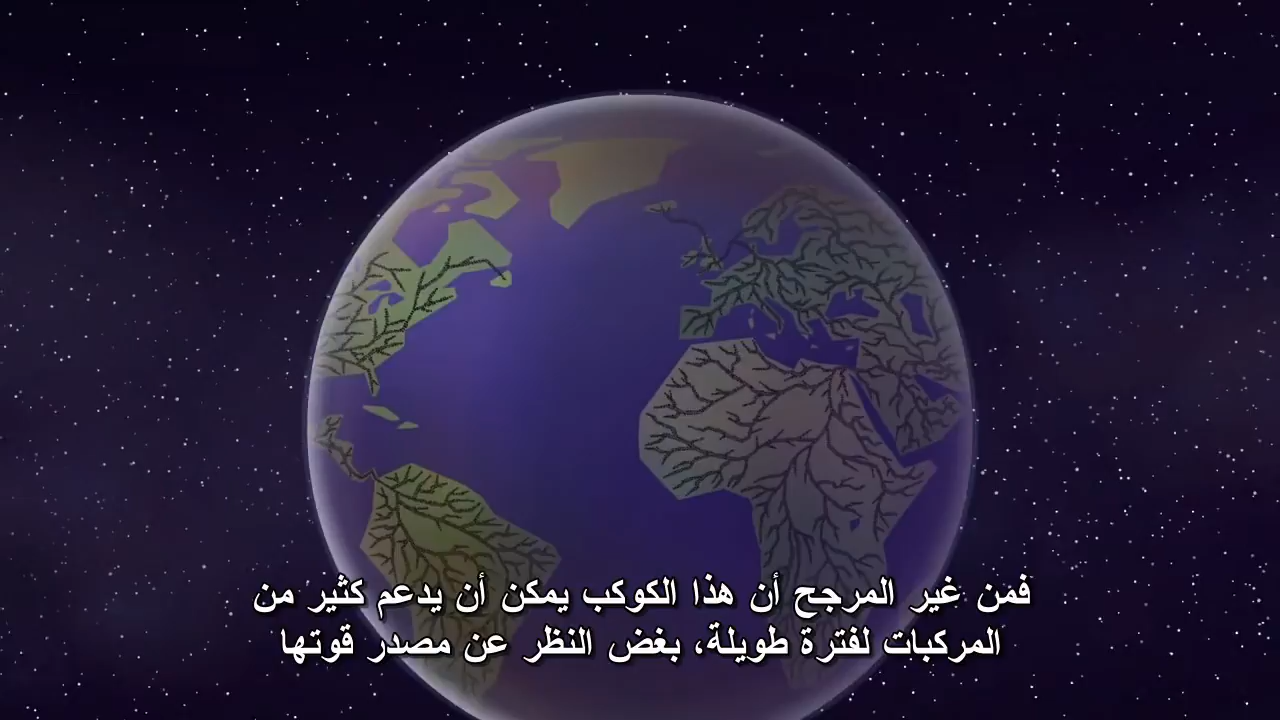 فمن غير المرجح أن هذا الكوكب يمكن أن يدعم كثير من
المركبات لفترة طويلة، بغض النظر عن مصدر قوتها